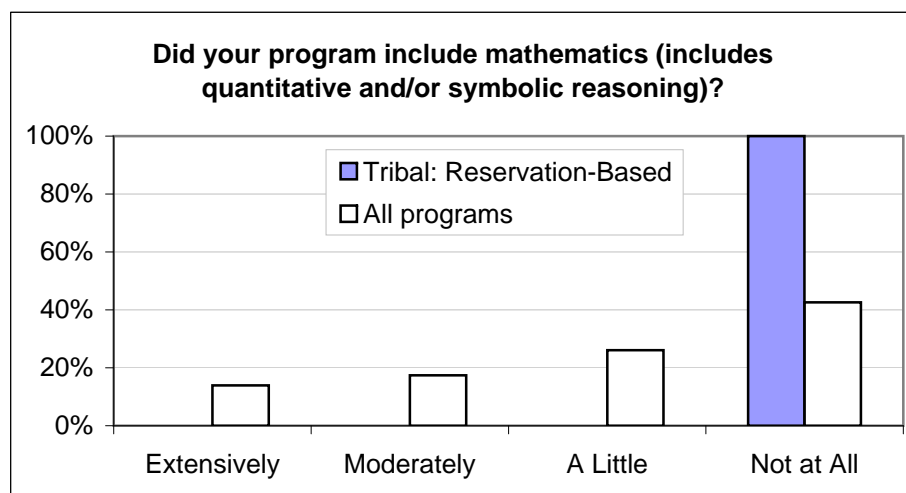 Did your program include mathematics (includes
quantitative and/or symbolic reasoning)?
100%
80%
60%
40%
20%
0%
Tribal: Reservation-Based
All programs
Extensively
Moderately
A Little
Not at All